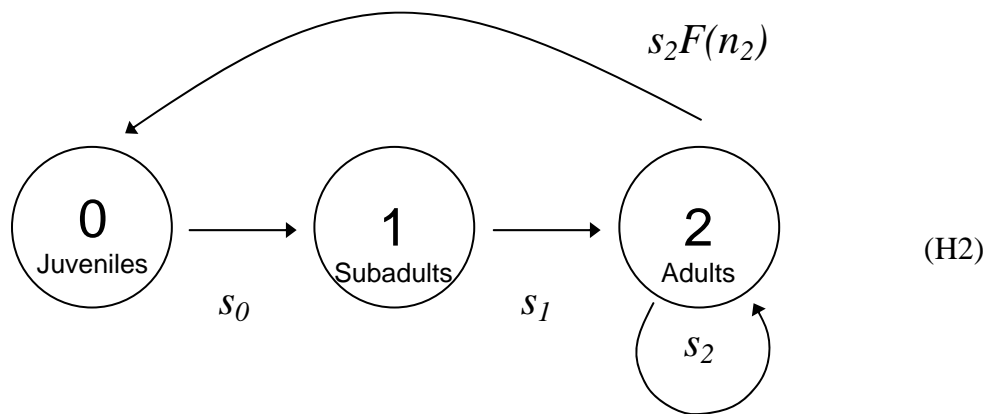 s₂F(n₂)
0
Juveniles
1
Subadults
2
Adults
(H2)
s₀
s₁
s₂